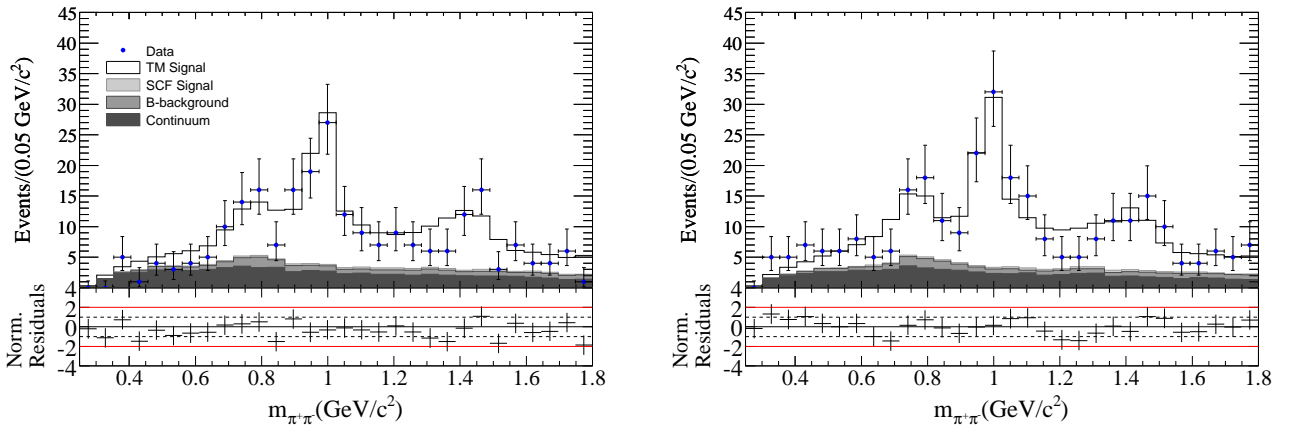 45
40
35
30
25
20
15
10
5
4
2
0
-2
-4
Events/(0.05 GeV/c²)
Data
TM Signal
SCF Signal
B-background
Continuum
Norm.
Residuals
0.4 0.6 0.8 1 1.2 1.4 1.6 1.8
m_π⁺π⁻(GeV/c²)
45
40
35
30
25
20
15
10
5
4
2
0
-2
-4
Events/(0.05 GeV/c²)
Norm.
Residuals
0.4 0.6 0.8 1 1.2 1.4 1.6 1.8
m_π⁺π⁻(GeV/c²)